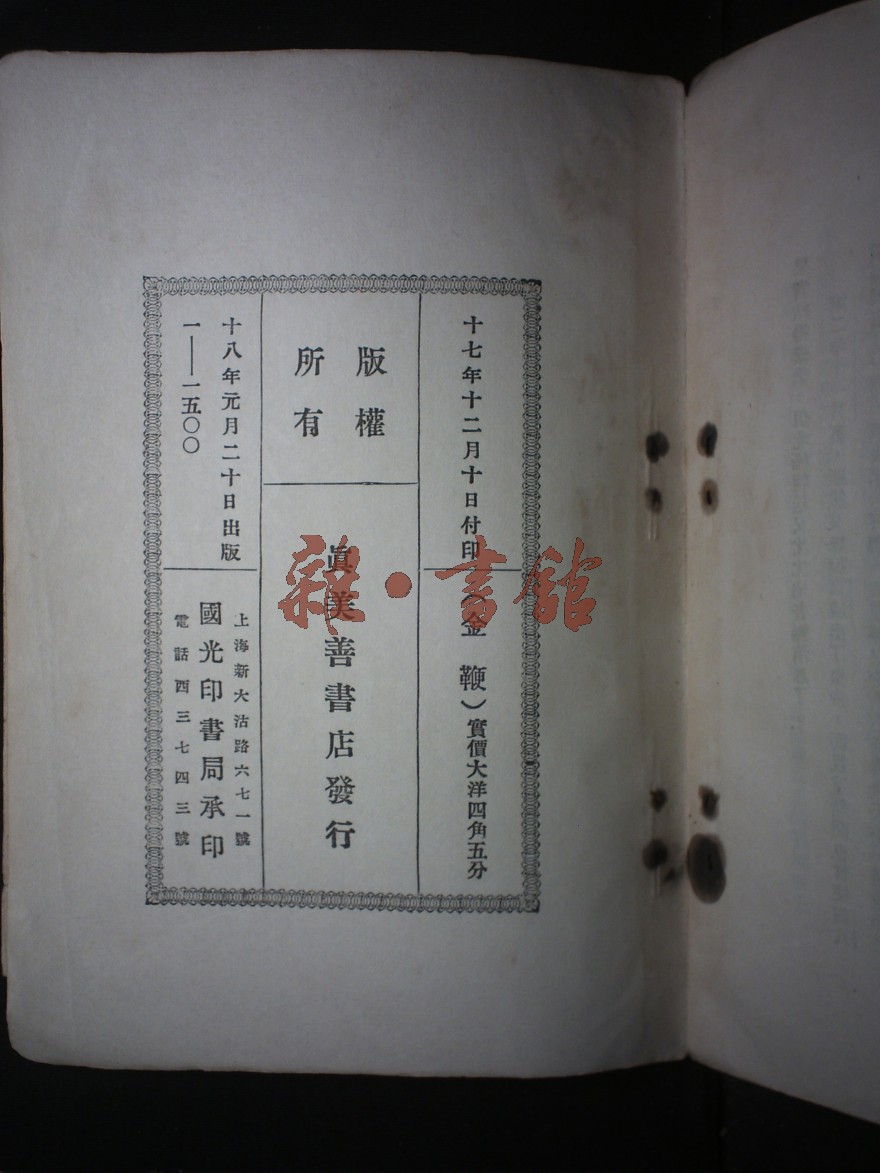 十七年十二月十日付印
(金鞭)實價大洋四角五分
版權
所有
眞美善書店發行
十八年元月二十日出版
一——一五〇〇
上海新大沽路六七一號
國光印書局承印
電話四三七四三號
雜·書館